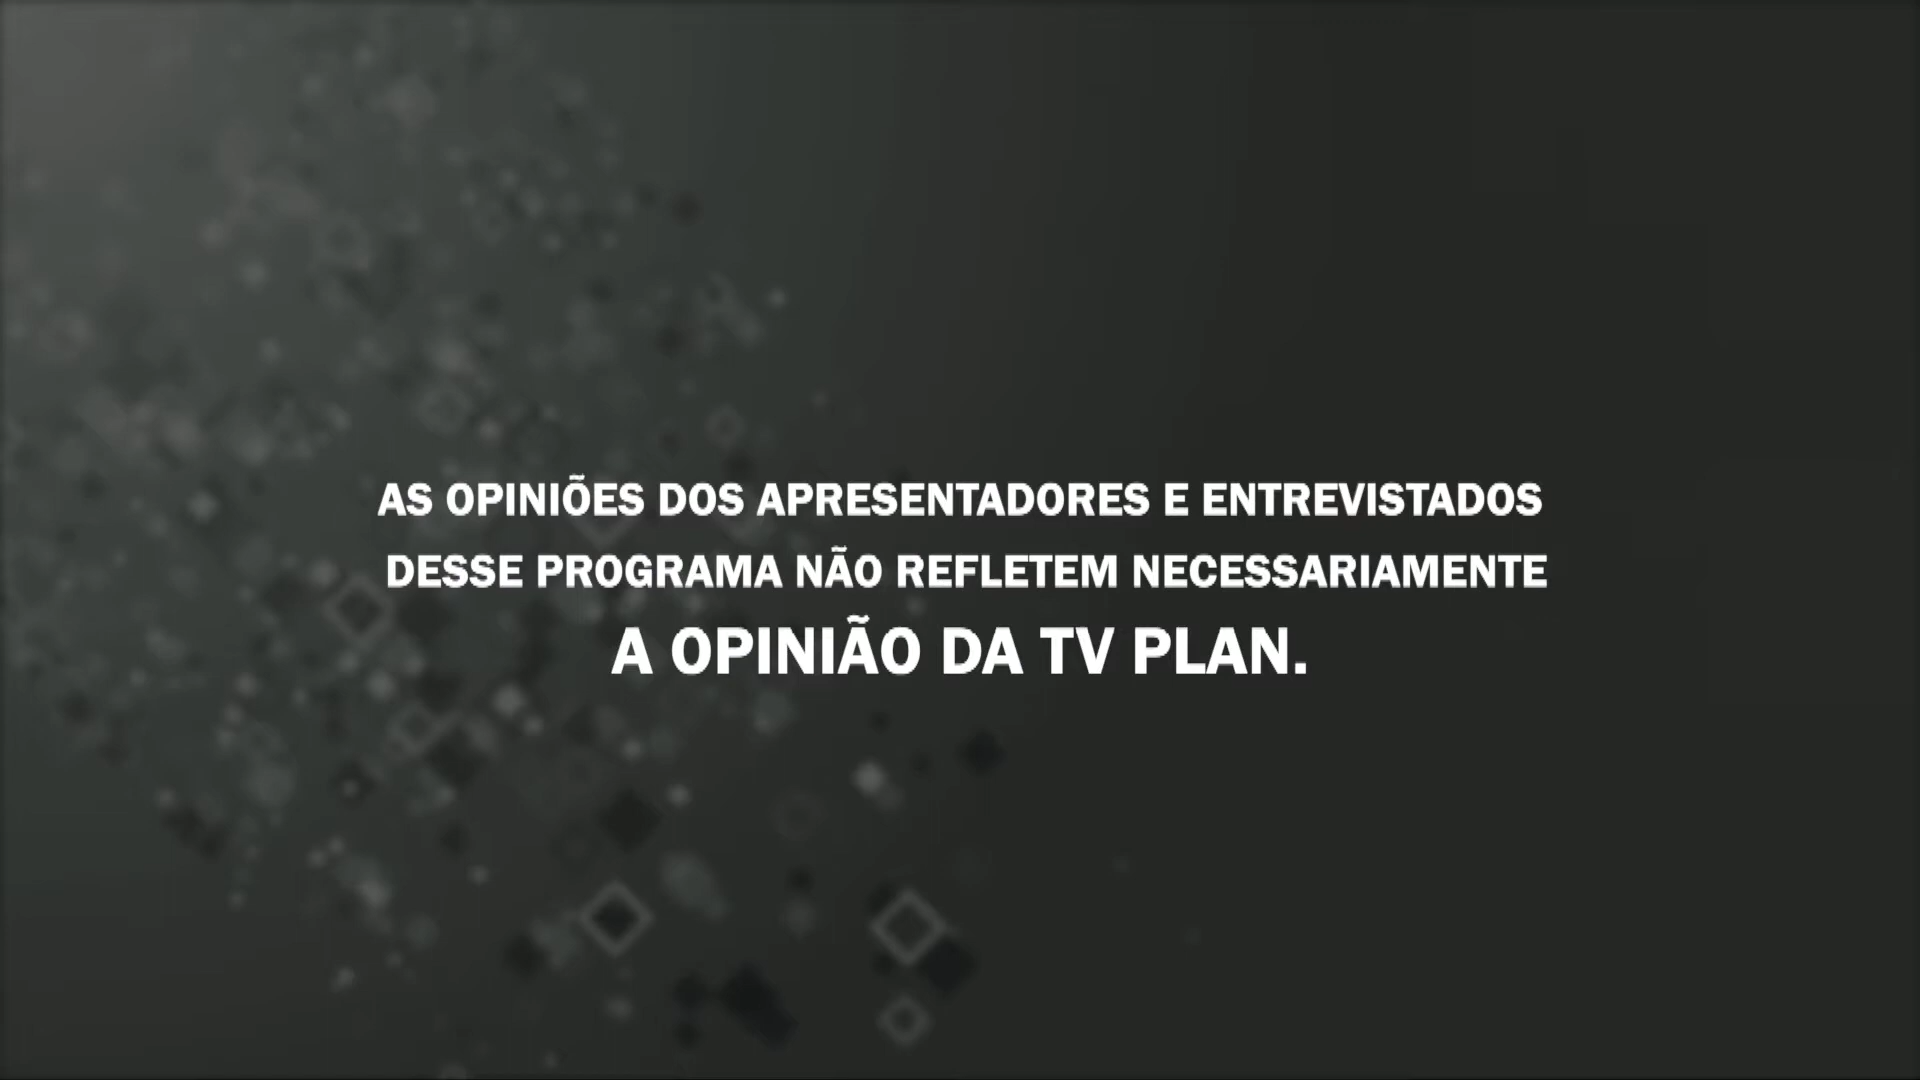 AS OPINIÕES DOS APRESENTADORES E ENTREVISTADOS
DESSE PROGRAMA NÃO REFLETEM NECESSARIAMENTE
A OPINIÃO DA TV PLAN.